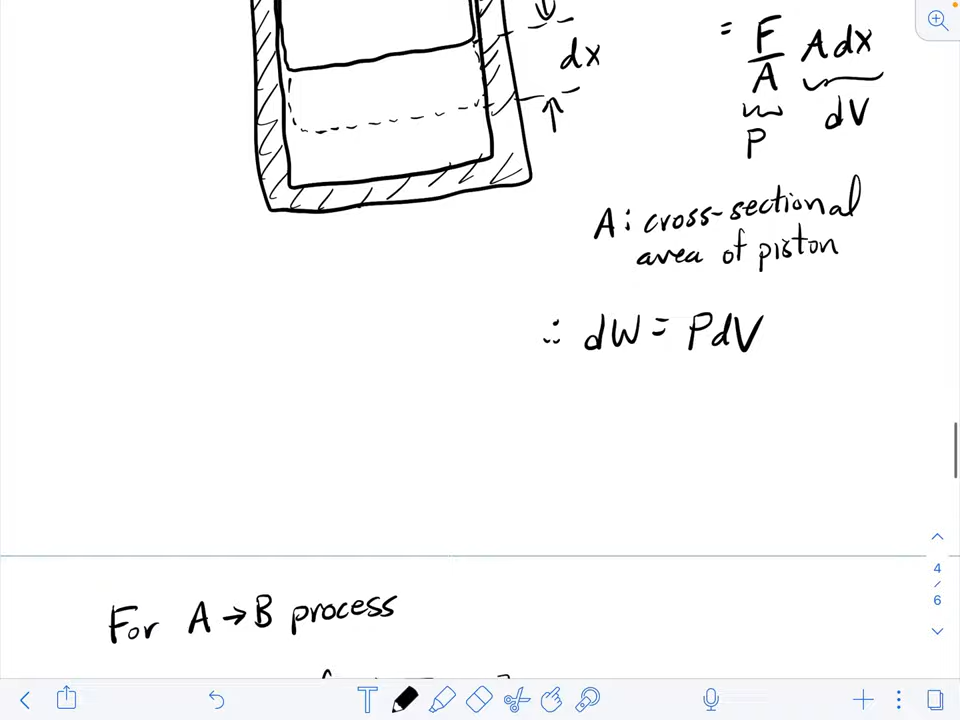 dx
= F/A A dx
P
dV
A: cross-sectional
area of piston
∴ dW = PdV
4
/
6
For A → B process
T